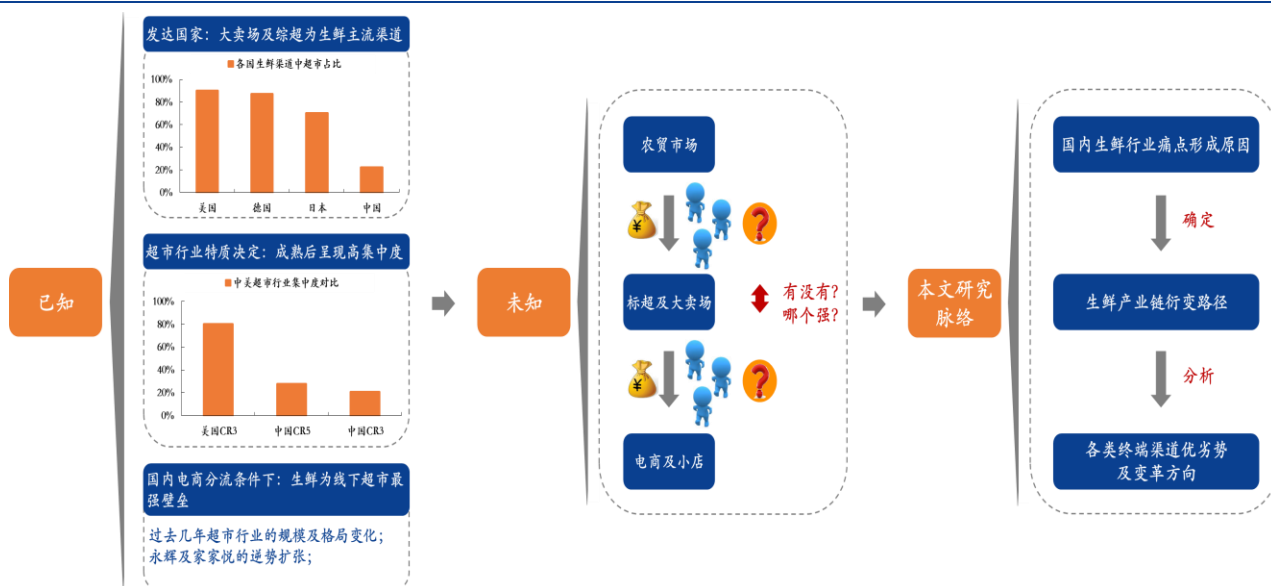 已知
发达国家：大卖场及综超为生鲜主流渠道
各国生鲜渠道中超市占比
100%
80%
60%
40%
20%
0%
美国 德国 日本 中国
超市行业特质决定：成熟后呈现高集中度
中美超市行业集中度对比
100%
80%
60%
40%
20%
0%
美国CR3 中国CR5 中国CR3
国内电商分流条件下：生鲜为线下超市最
强壁垒
过去几年超市行业的规模及格局变化；
永辉及家家悦的逆势扩张；
未知
农贸市场
¥
?
标超及大卖场
有没有？
哪个强？
¥
?
电商及小店
本文研究
脉络
国内生鲜行业痛点形成原因
确定
生鲜产业链衍变路径
分析
各类终端渠道优劣势
及变革方向